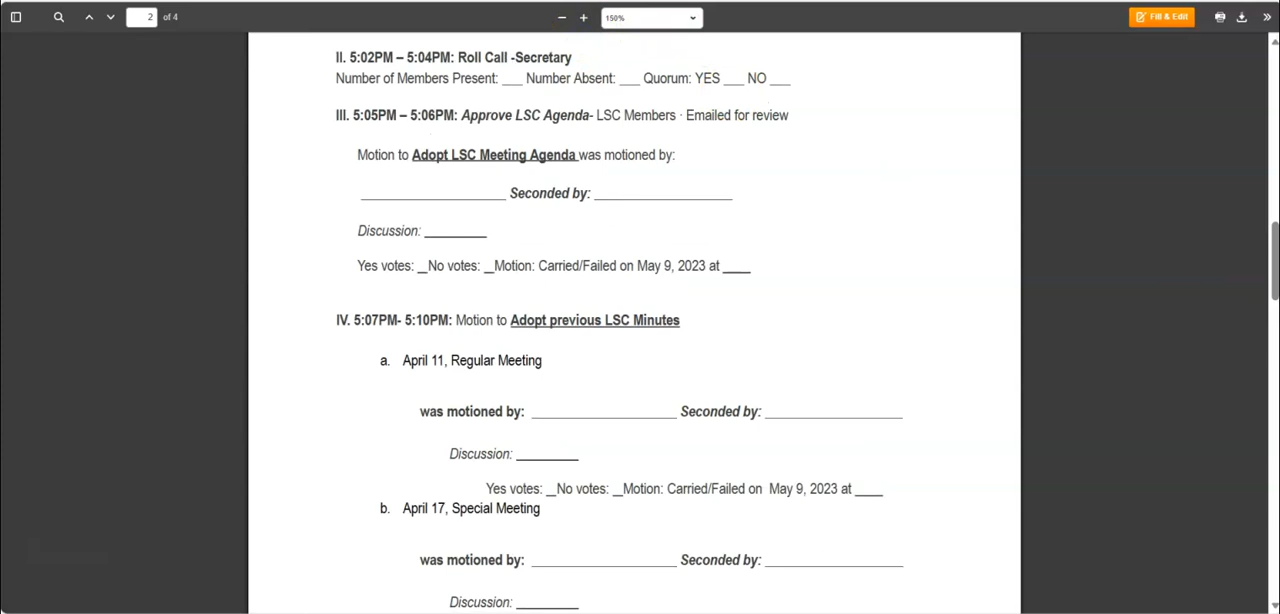 2 of 4
150%
Fill & Edit
II. 5:02PM – 5:04PM: Roll Call -Secretary
Number of Members Present: ___ Number Absent: ___ Quorum: YES ___ NO ___
III. 5:05PM – 5:06PM: Approve LSC Agenda- LSC Members · Emailed for review
Motion to Adopt LSC Meeting Agenda was motioned by:
____________________ Seconded by: ___________________
Discussion: _________
Yes votes: _No votes: _Motion: Carried/Failed on May 9, 2023 at ____
IV. 5:07PM- 5:10PM: Motion to Adopt previous LSC Minutes
a. April 11, Regular Meeting
was motioned by: ____________________ Seconded by: ___________________
Discussion: _________
Yes votes: _No votes: _Motion: Carried/Failed on May 9, 2023 at ____
b. April 17, Special Meeting
was motioned by: ____________________ Seconded by: ___________________
Discussion: _________